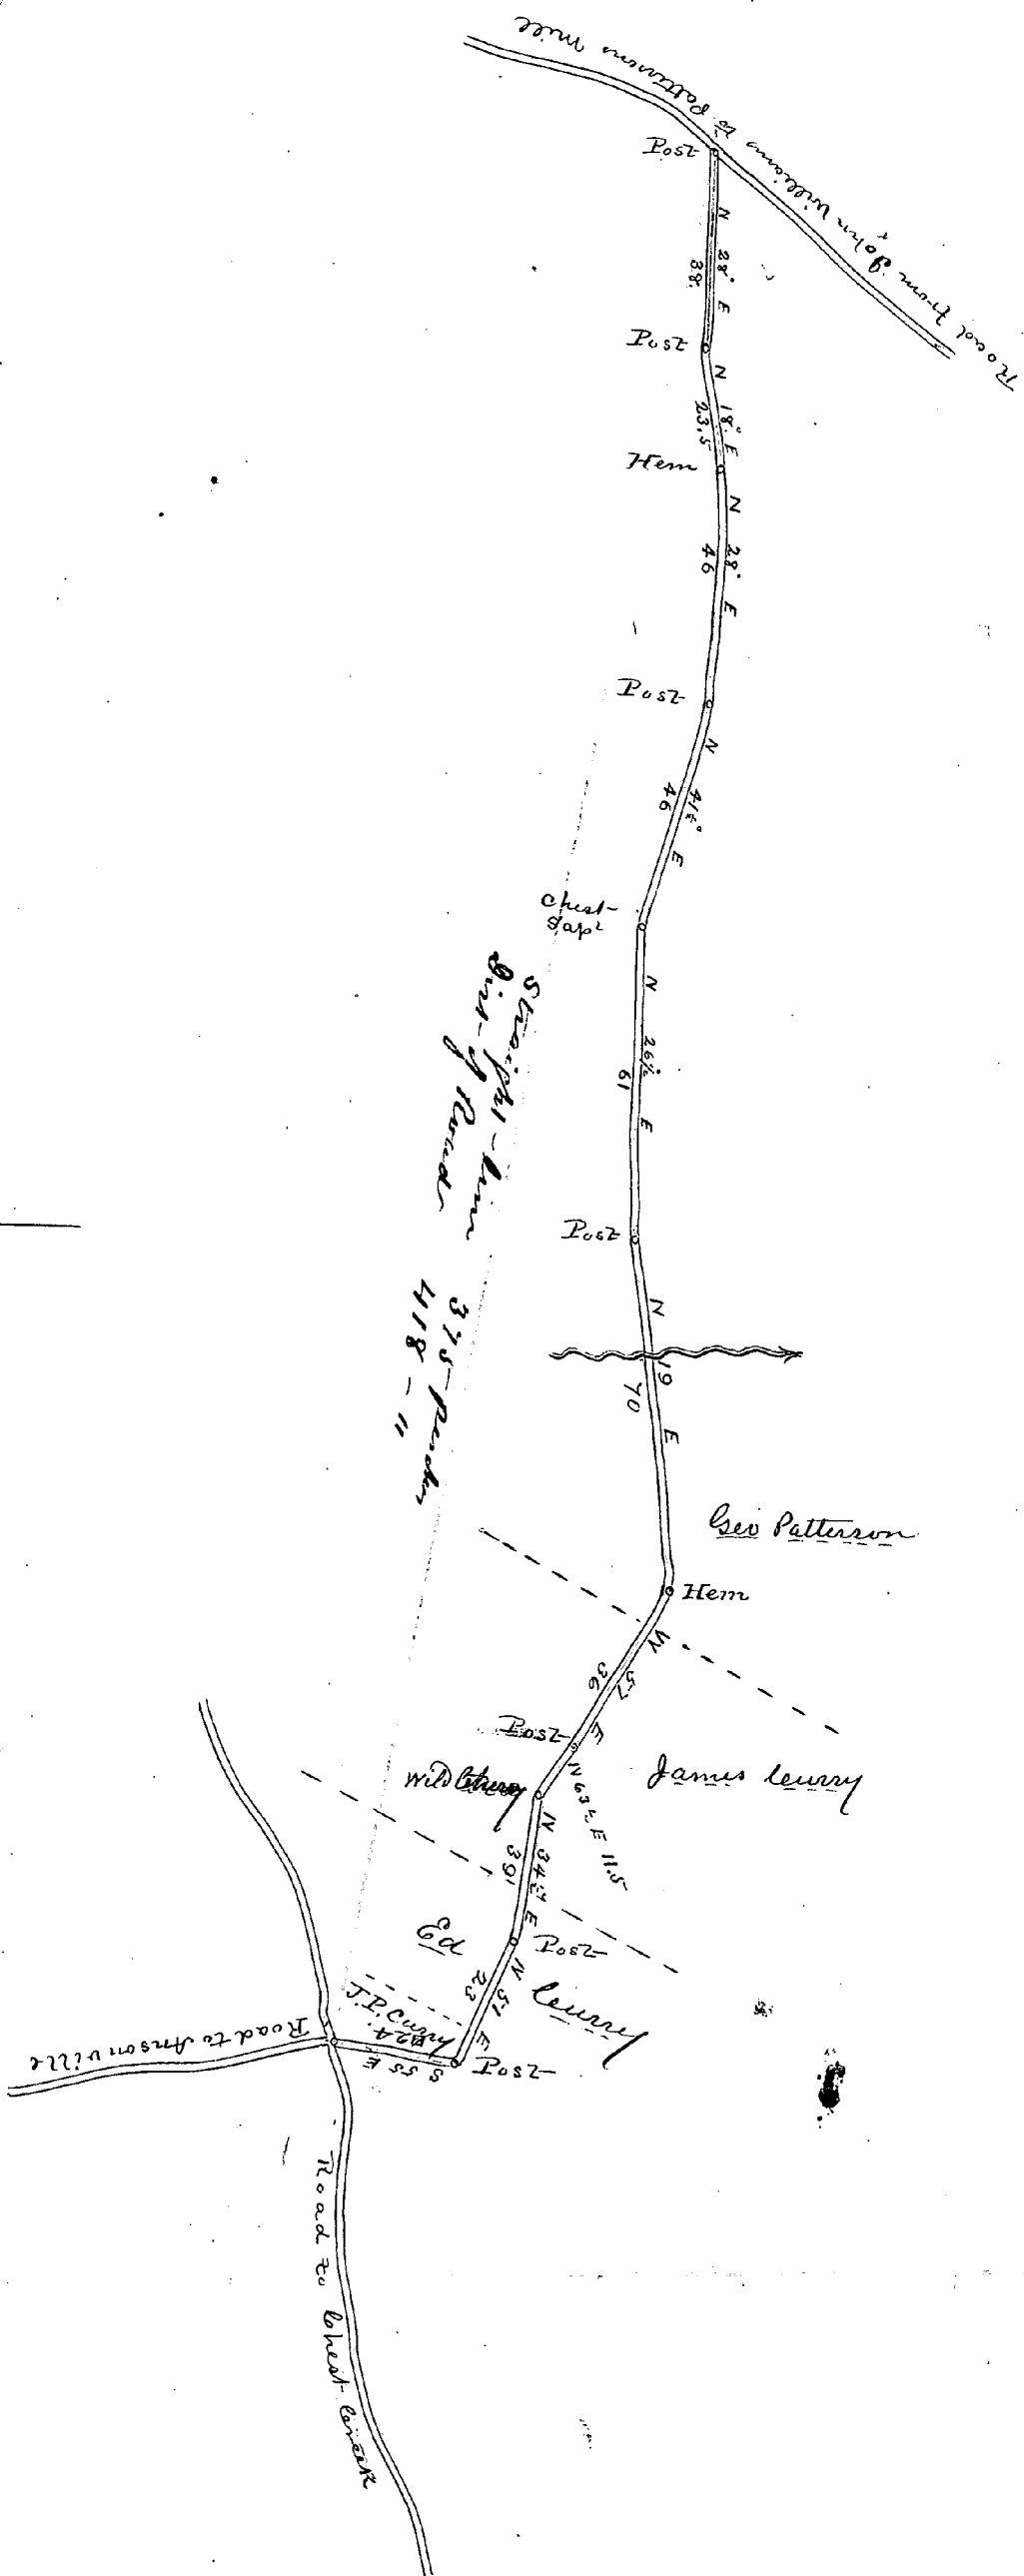 Road from John Williams to Pattersons Mill
Post
N 28° E
38.
Post
N 18° E
23.5
Hem
N 28° E
46
Post
N 41½° E
46
Chest-
Sap
N 26½ E
61
Post
N 19 E
70
Straight-line 375 Perches
Dist- of Road 418 - "
Geo Patterson
Hem
N 57 E
36
Post
James Curry
N 63½ E 11.5
Wild Cherry
N 34½ E
39
Ed Curry
Post
N 51 E
23
J.P. Curry
24
S 55 E
Post
Road to Ansonville
Road to Chest Creek